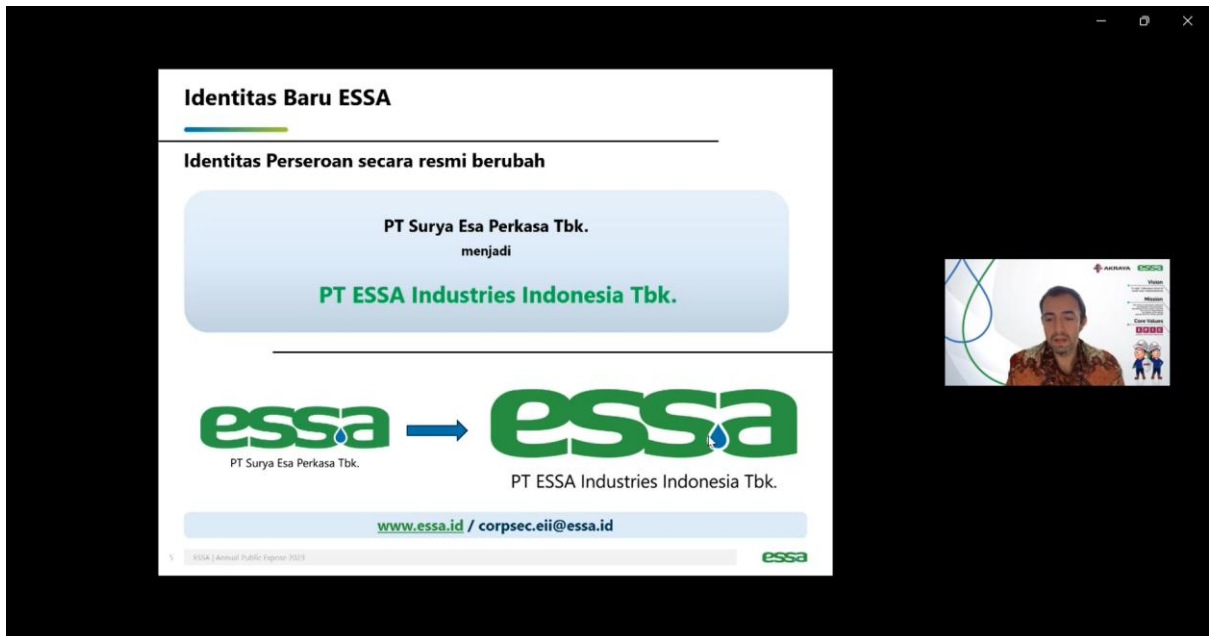 Identitas Baru ESSA
Identitas Perseroan secara resmi berubah
PT Surya Esa Perkasa Tbk.
menjadi
PT ESSA Industries Indonesia Tbk.
essa
PT Surya Esa Perkasa Tbk.
essa
PT ESSA Industries Indonesia Tbk.
www.essa.id / corpsec.eii@essa.id
5
ESSA | Annual Public Expose 2023
essa
AKRAYA
essa
Vision
Mission
Core Values
EPIC